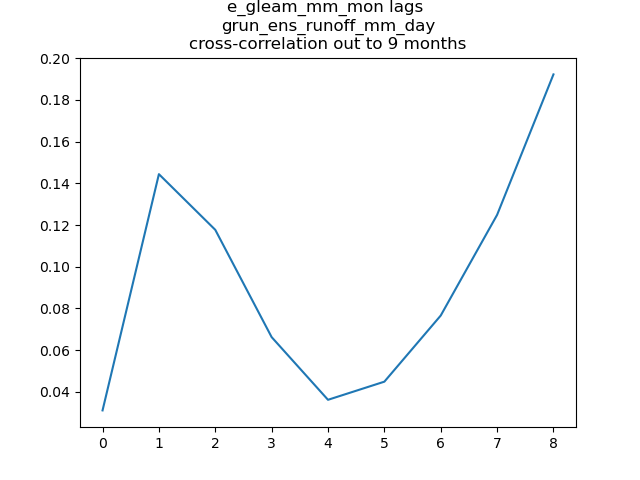 e_gleam_mm_mon lags
grun_ens_runoff_mm_day
cross-correlation out to 9 months
0.20
0.18
0.16
0.14
0.12
0.10
0.08
0.06
0.04
0 1 2 3 4 5 6 7 8